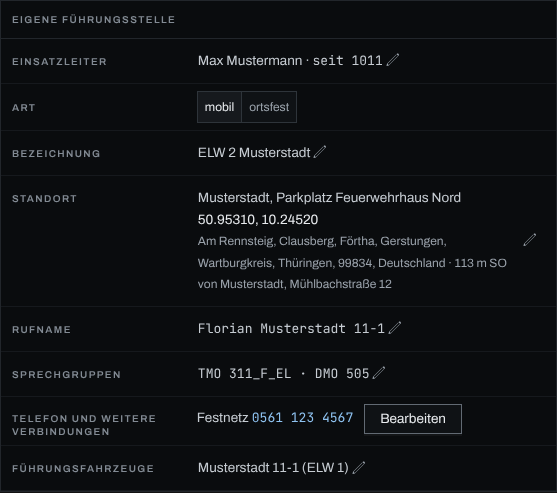 EIGENE FÜHRUNGSSTELLE
EINSATZLEITER
Max Mustermann · seit 1011
ART
mobil ortsfest
BEZEICHNUNG
ELW 2 Musterstadt
STANDORT
Musterstadt, Parkplatz Feuerwehrhaus Nord
50.95310, 10.24520
Am Rennsteig, Clausberg, Förtha, Gerstungen,
Wartburgkreis, Thüringen, 99834, Deutschland · 113 m SO
von Musterstadt, Mühlbachstraße 12
RUFNAME
Florian Musterstadt 11-1
SPRECHGRUPPEN
TMO 311_F_EL · DMO 505
TELEFON UND WEITERE
VERBINDUNGEN
Festnetz 0561 123 4567 Bearbeiten
FÜHRUNGSFAHRZEUGE
Musterstadt 11-1 (ELW 1)